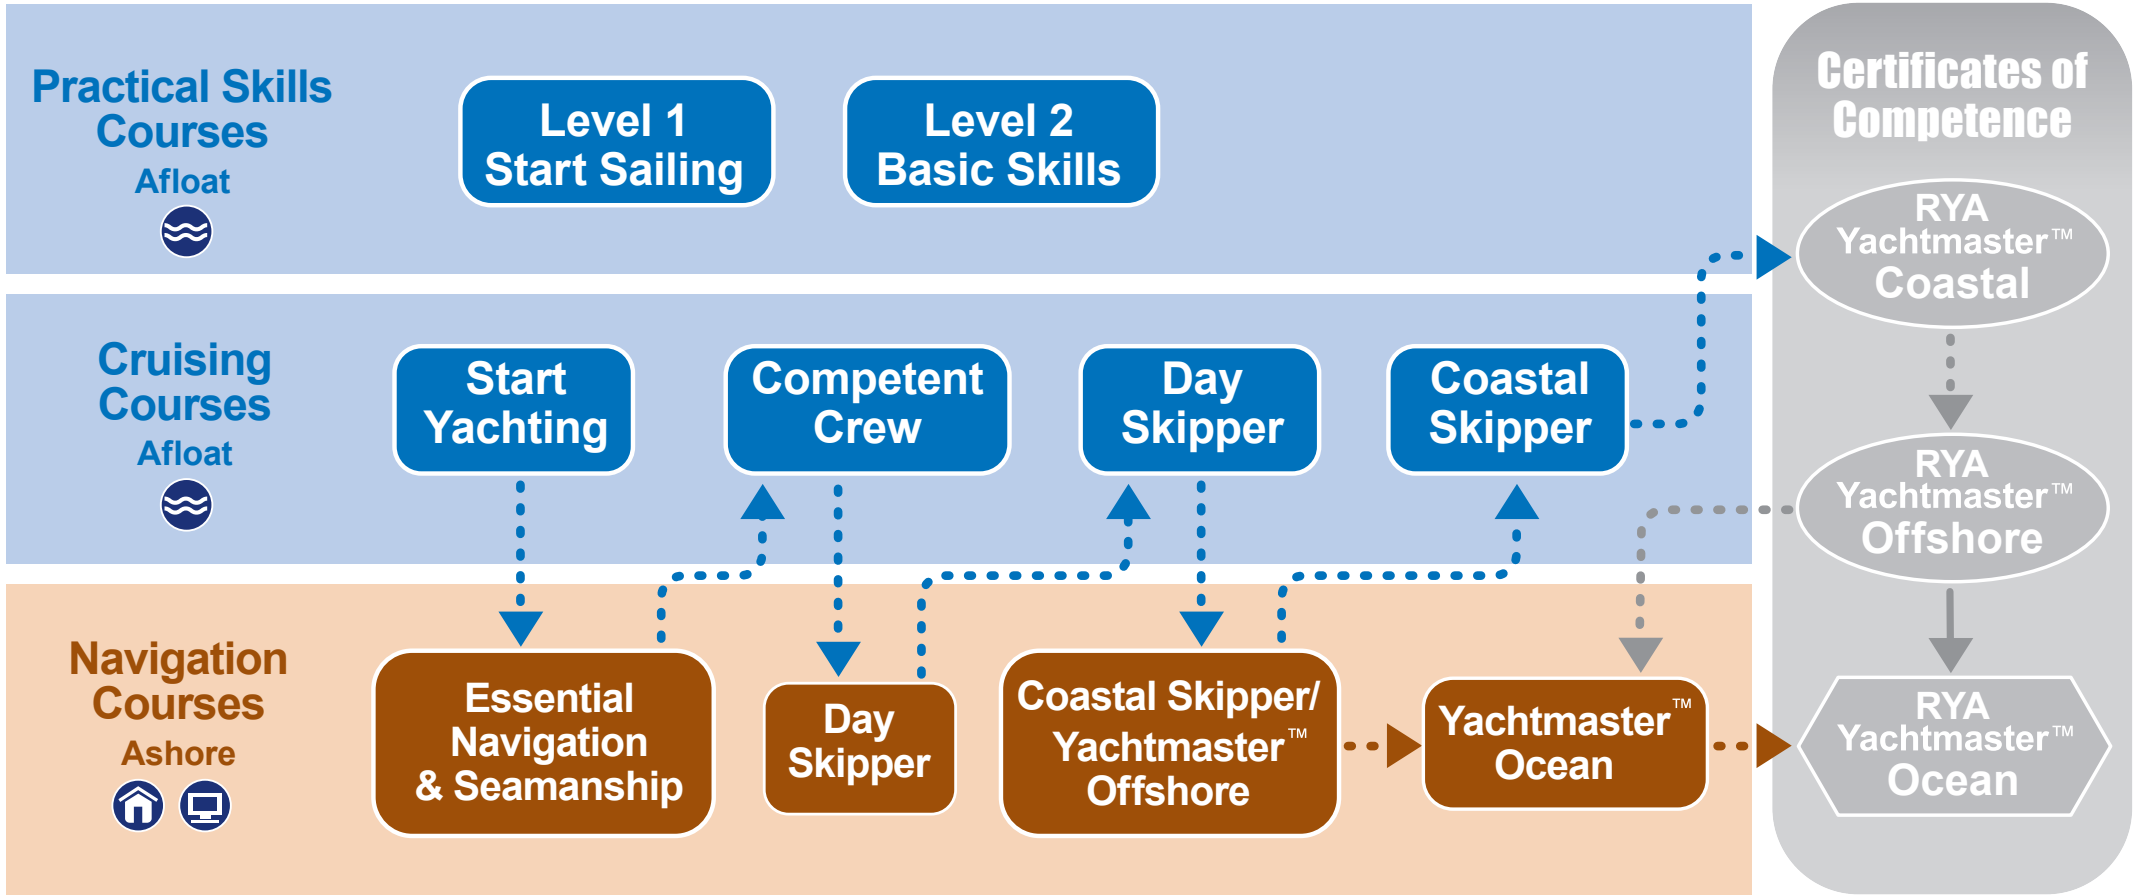 Practical Skills
Courses
Afloat
Level 1
Start Sailing
Level 2
Basic Skills
Certificates of
Competence
RYA
Yachtmaster™
Coastal
Cruising
Courses
Afloat
Start
Yachting
Competent
Crew
Day
Skipper
Coastal
Skipper
RYA
Yachtmaster™
Offshore
Navigation
Courses
Ashore
Essential
Navigation
& Seamanship
Day
Skipper
Coastal Skipper/
Yachtmaster™
Offshore
Yachtmaster™
Ocean
RYA
Yachtmaster™
Ocean